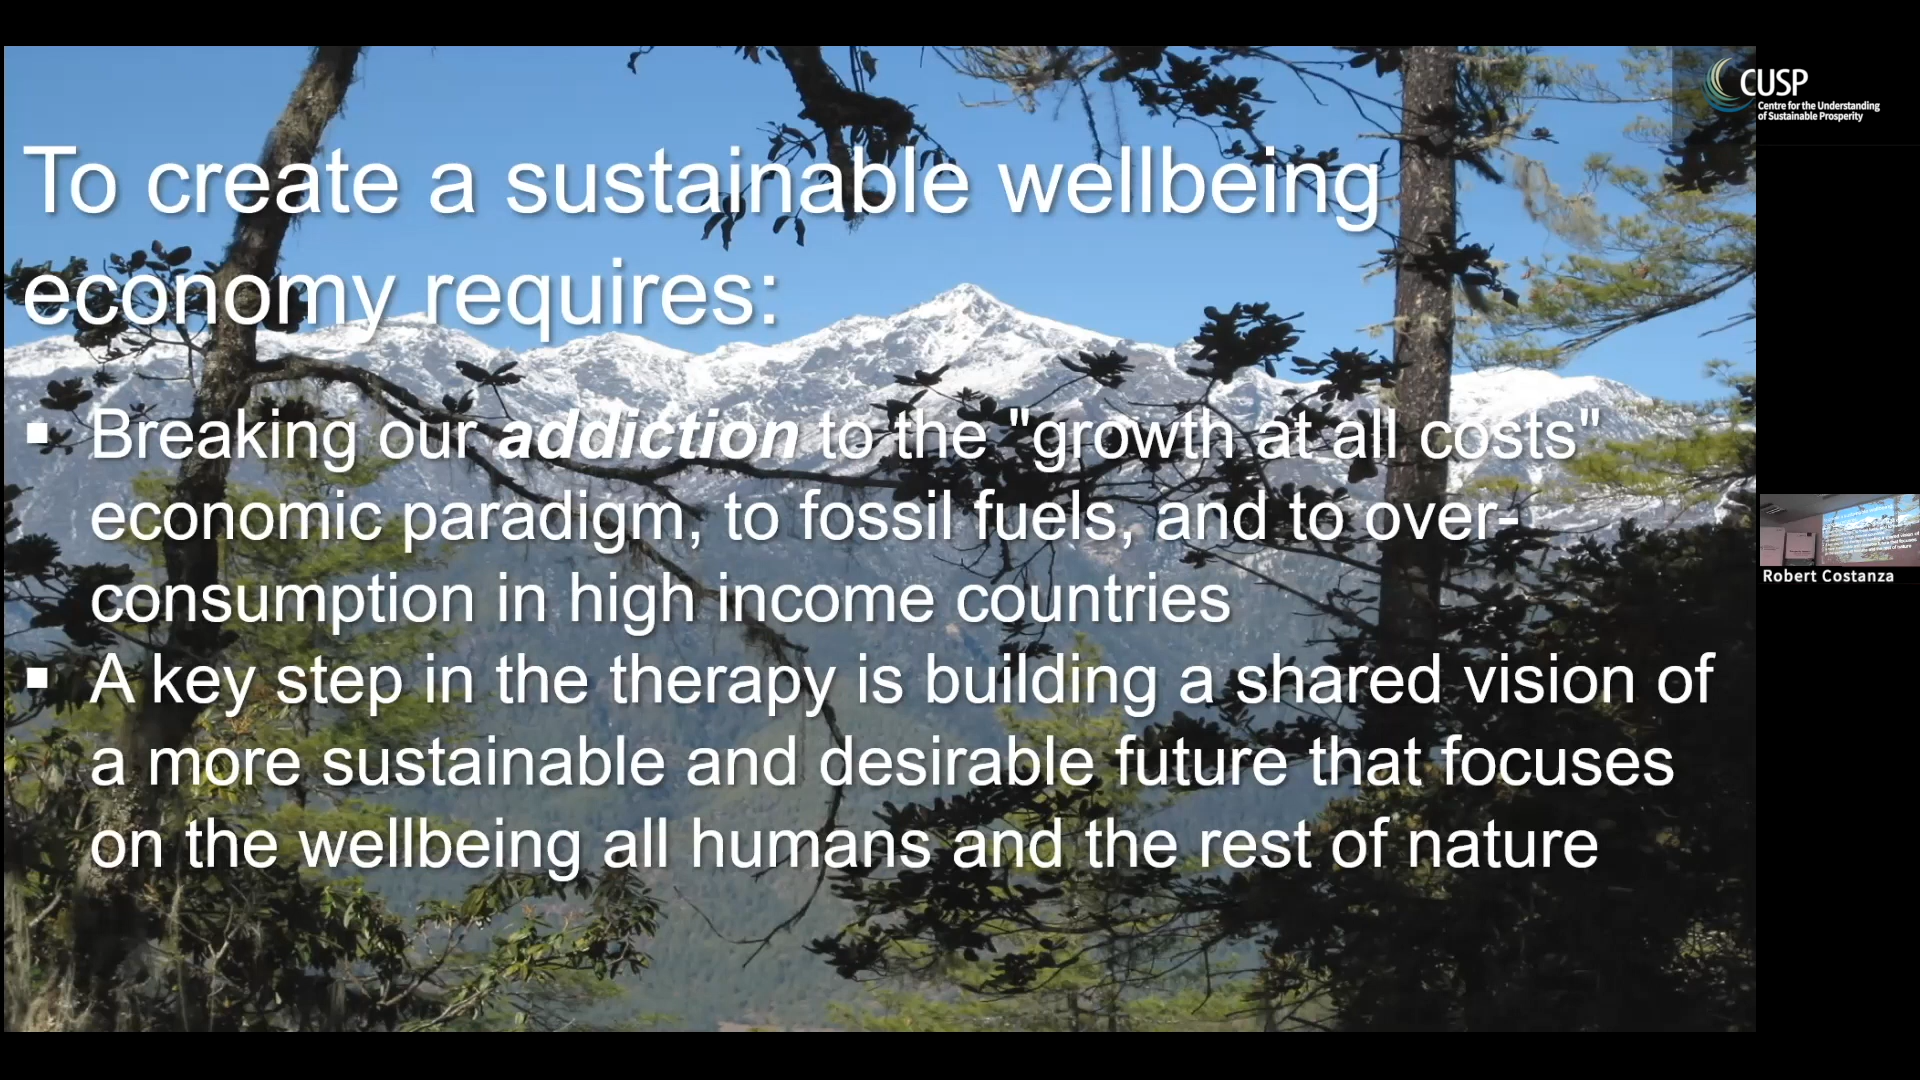 To create a sustainable wellbeing
economy requires:
▪ Breaking our addiction to the "growth at all costs"
economic paradigm, to fossil fuels, and to over-
consumption in high income countries
▪ A key step in the therapy is building a shared vision of
a more sustainable and desirable future that focuses
on the wellbeing all humans and the rest of nature
CUSP
Centre for the Understanding
of Sustainable Prosperity
Robert Costanza